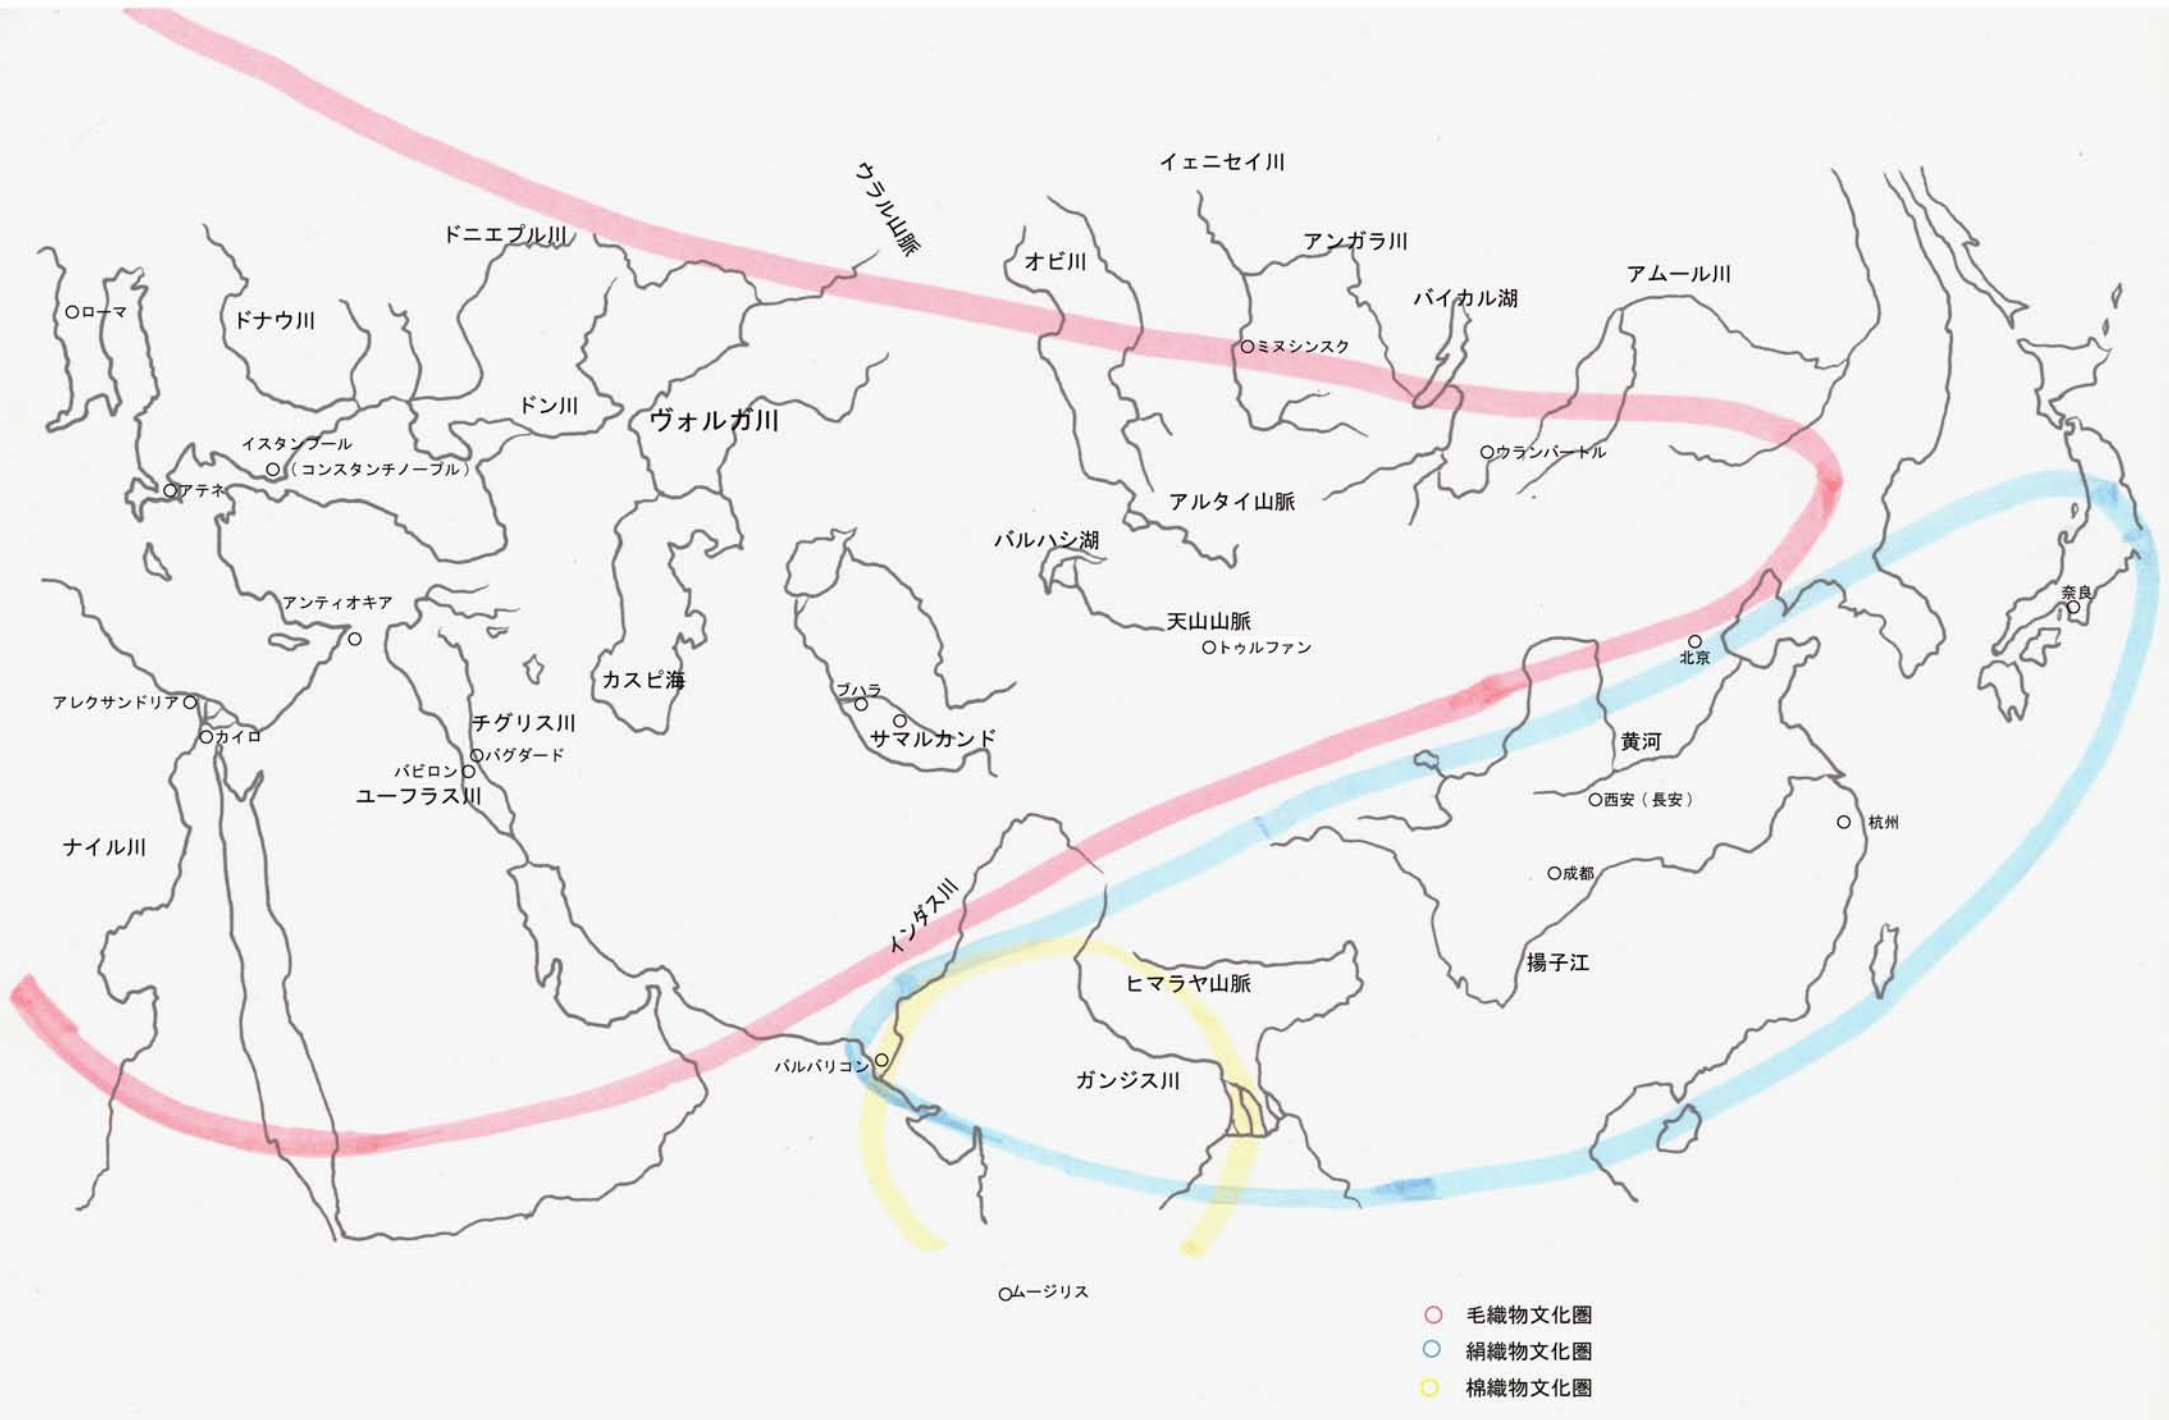 イェニセイ川
ウラル山脈
ドニエプル川
アンガラ川
オビ川
アムール川
バイカル湖
ローマ
ドナウ川
ミヌシンスク
ドン川
ヴォルガ川
イスタンブール
（コンスタンチノープル）
ウランバートル
アテネ
アルタイ山脈
バルハシ湖
アンティオキア
奈良
天山山脈
トゥルファン
北京
カスピ海
ブハラ
アレクサンドリア
チグリス川
カイロ
サマルカンド
黄河
バグダード
バビロン
ユーフラス川
西安（長安）
杭州
ナイル川
成都
インダス川
揚子江
ヒマラヤ山脈
バルバリコン
ガンジス川
ムージリス
毛織物文化圏
絹織物文化圏
棉織物文化圏